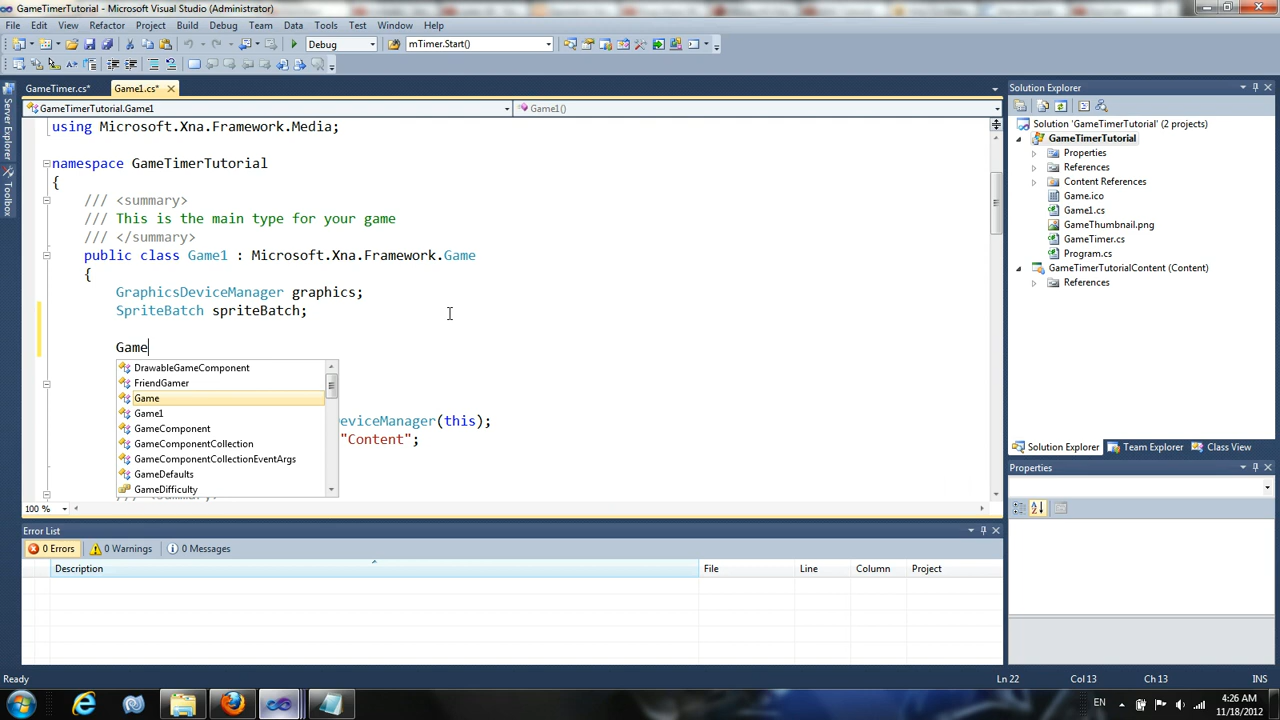 GameTimerTutorial - Microsoft Visual Studio (Administrator)
File Edit View Refactor Project Build Debug Team Data Tools Test Window Help
Debug mTimer.Start()
GameTimer.cs* Game1.cs*
GameTimerTutorial.Game1 Game1()
using Microsoft.Xna.Framework.Media;
namespace GameTimerTutorial
{
/// <summary>
/// This is the main type for your game
/// </summary>
public class Game1 : Microsoft.Xna.Framework.Game
{
GraphicsDeviceManager graphics;
SpriteBatch spriteBatch;
Game
DrawableGameComponent
FriendGamer
Game
Game1
GameComponent
GameComponentCollection
GameComponentCollectionEventArgs
GameDefaults
GameDifficulty
eviceManager(this);
"Content";
100 %
Server Explorer
Toolbox
Solution Explorer
Solution 'GameTimerTutorial' (2 projects)
GameTimerTutorial
Properties
References
Content References
Game.ico
Game1.cs
GameThumbnail.png
GameTimer.cs
Program.cs
GameTimerTutorialContent (Content)
References
Solution Explorer Team Explorer Class View
Properties
Error List
0 Errors 0 Warnings 0 Messages
Description File Line Column Project
Ready Ln 22 Col 13 Ch 13 INS
EN 4:26 AM
11/18/2012